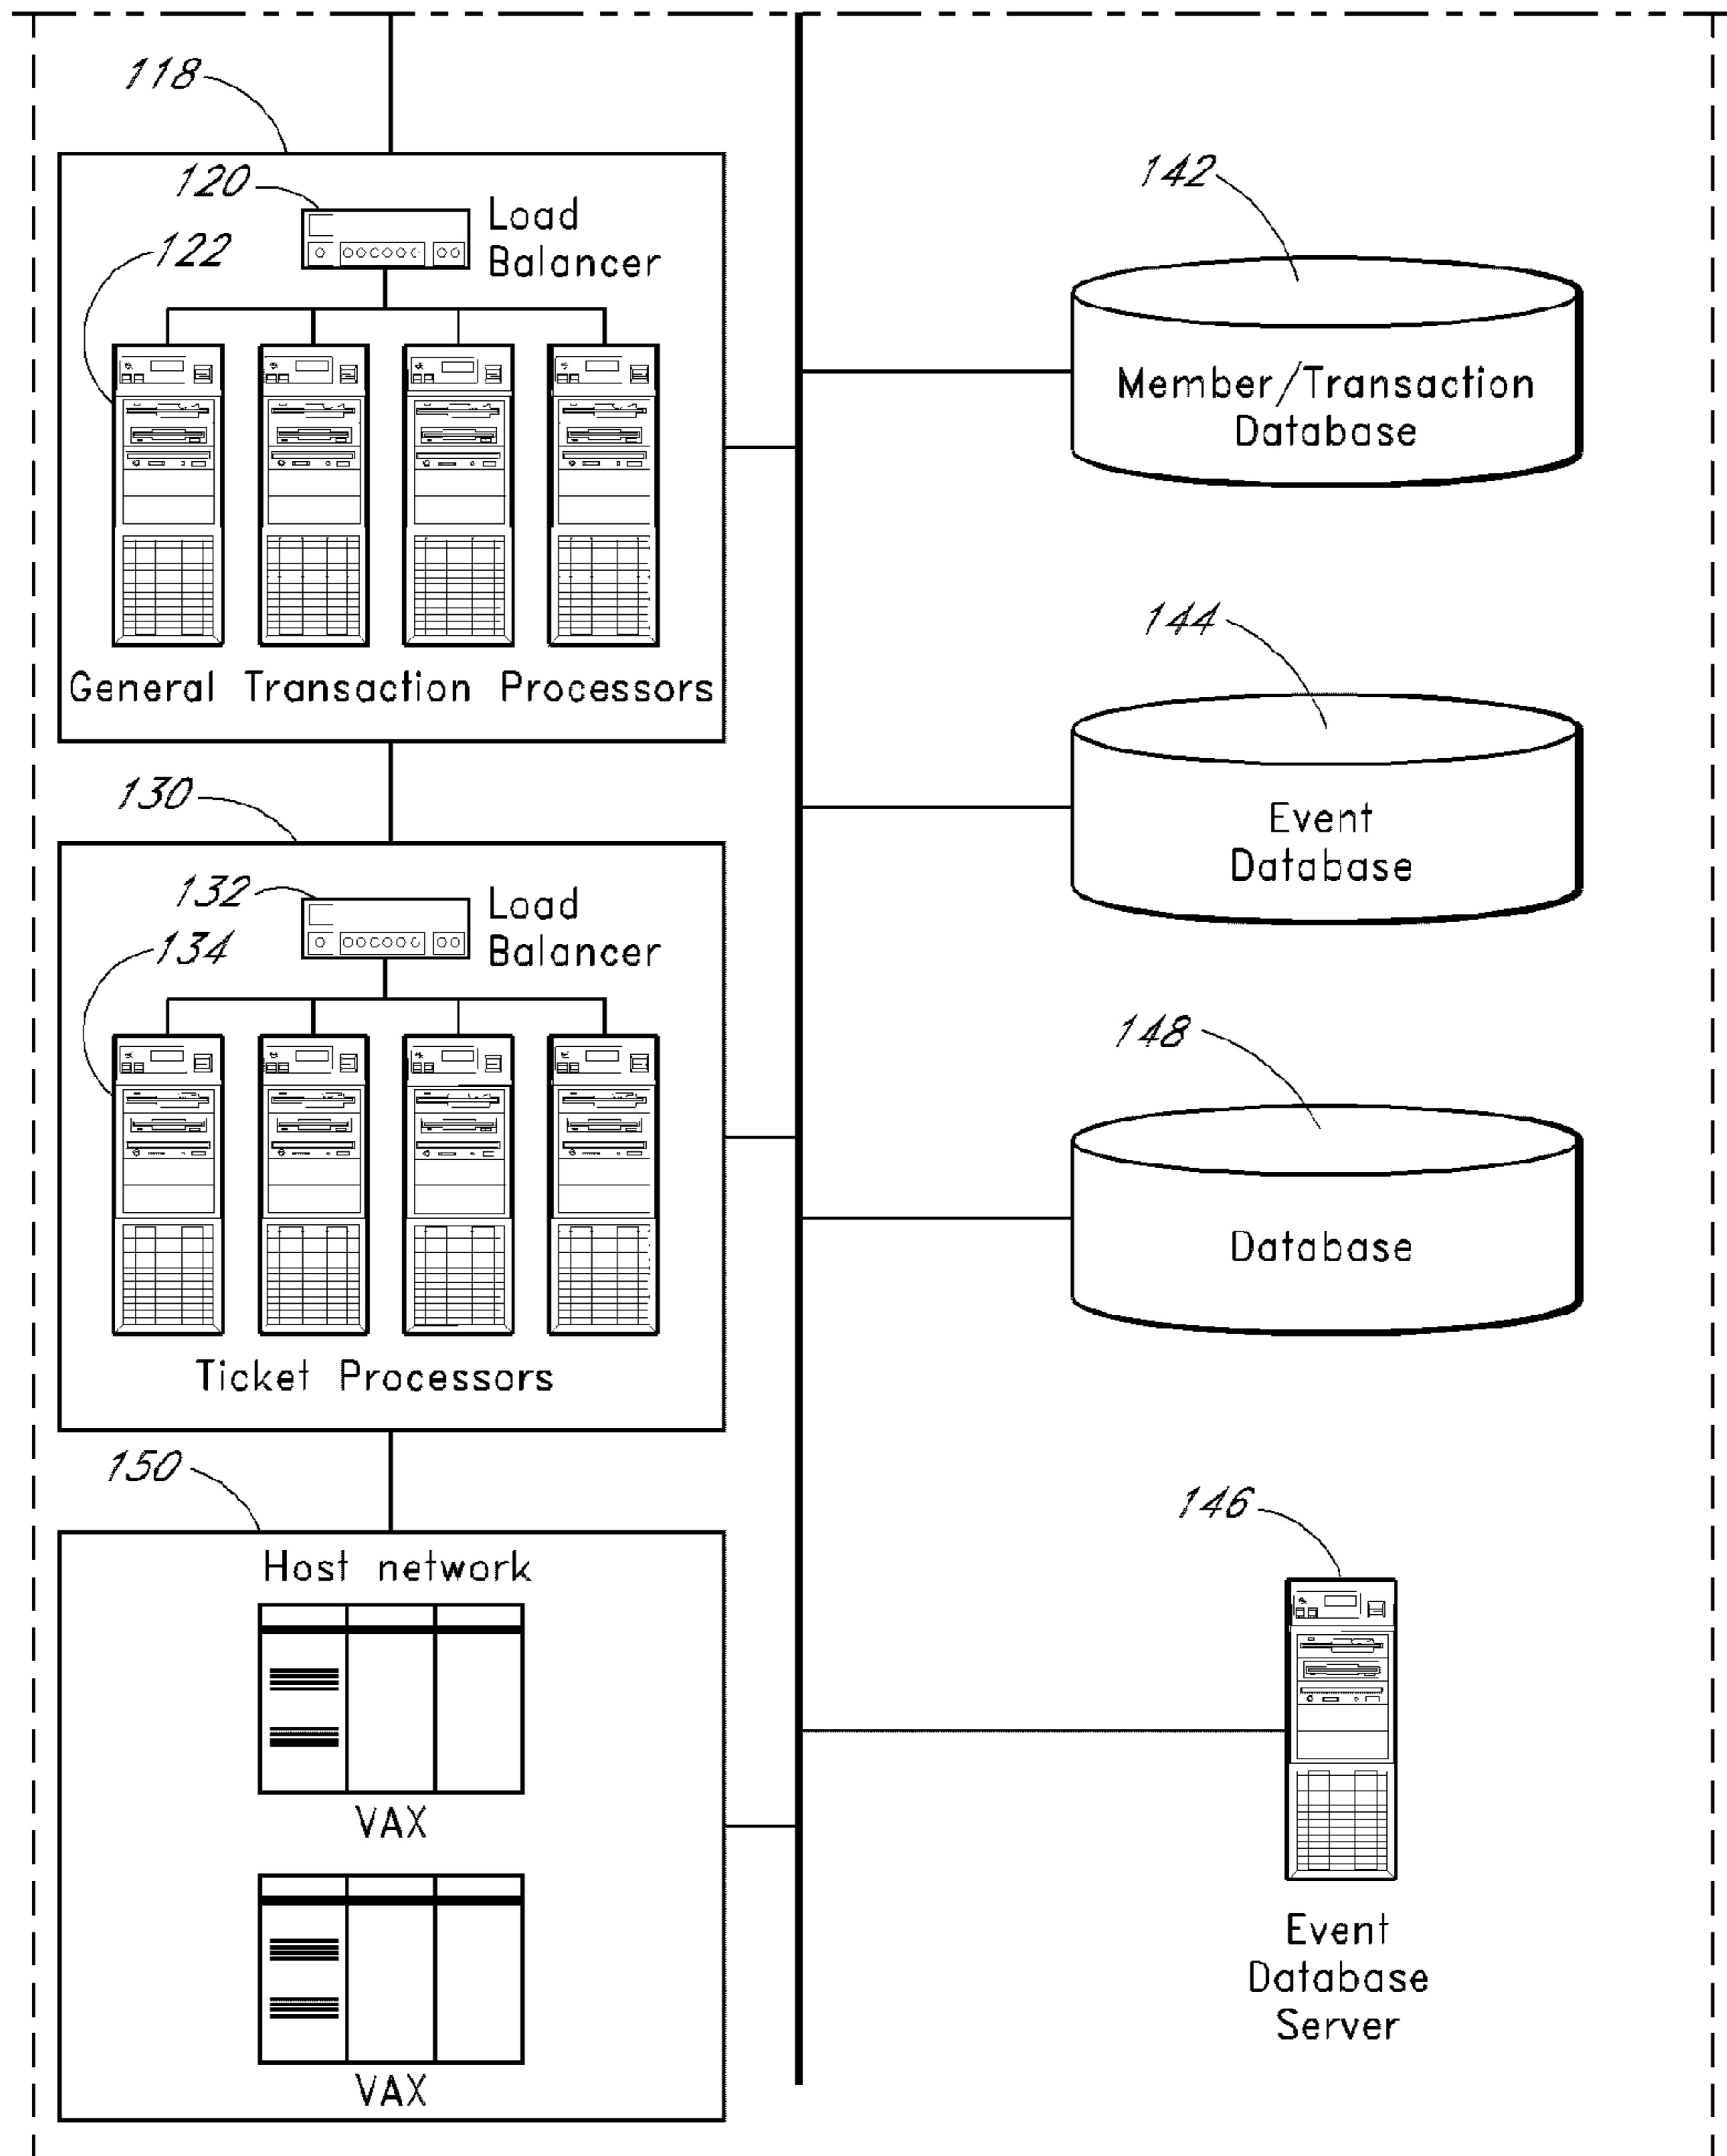 118
120
Load
Balancer
122
General Transaction Processors
130
132
Load
Balancer
134
Ticket Processors
150
Host network
VAX
VAX
142
Member/Transaction
Database
144
Event
Database
148
Database
146
Event
Database
Server